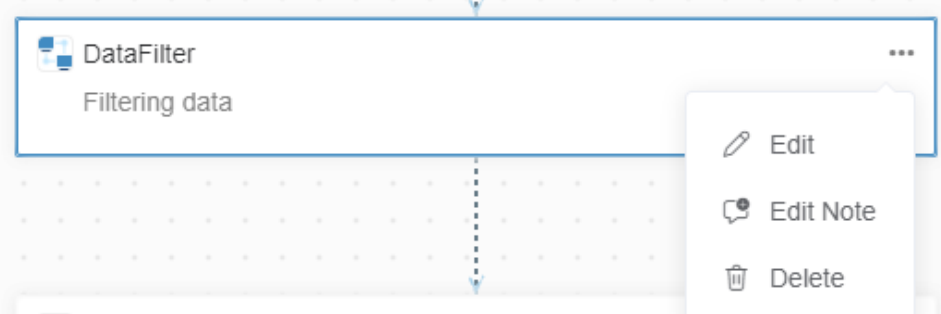 DataFilter
Filtering data
Edit
Edit Note
Delete